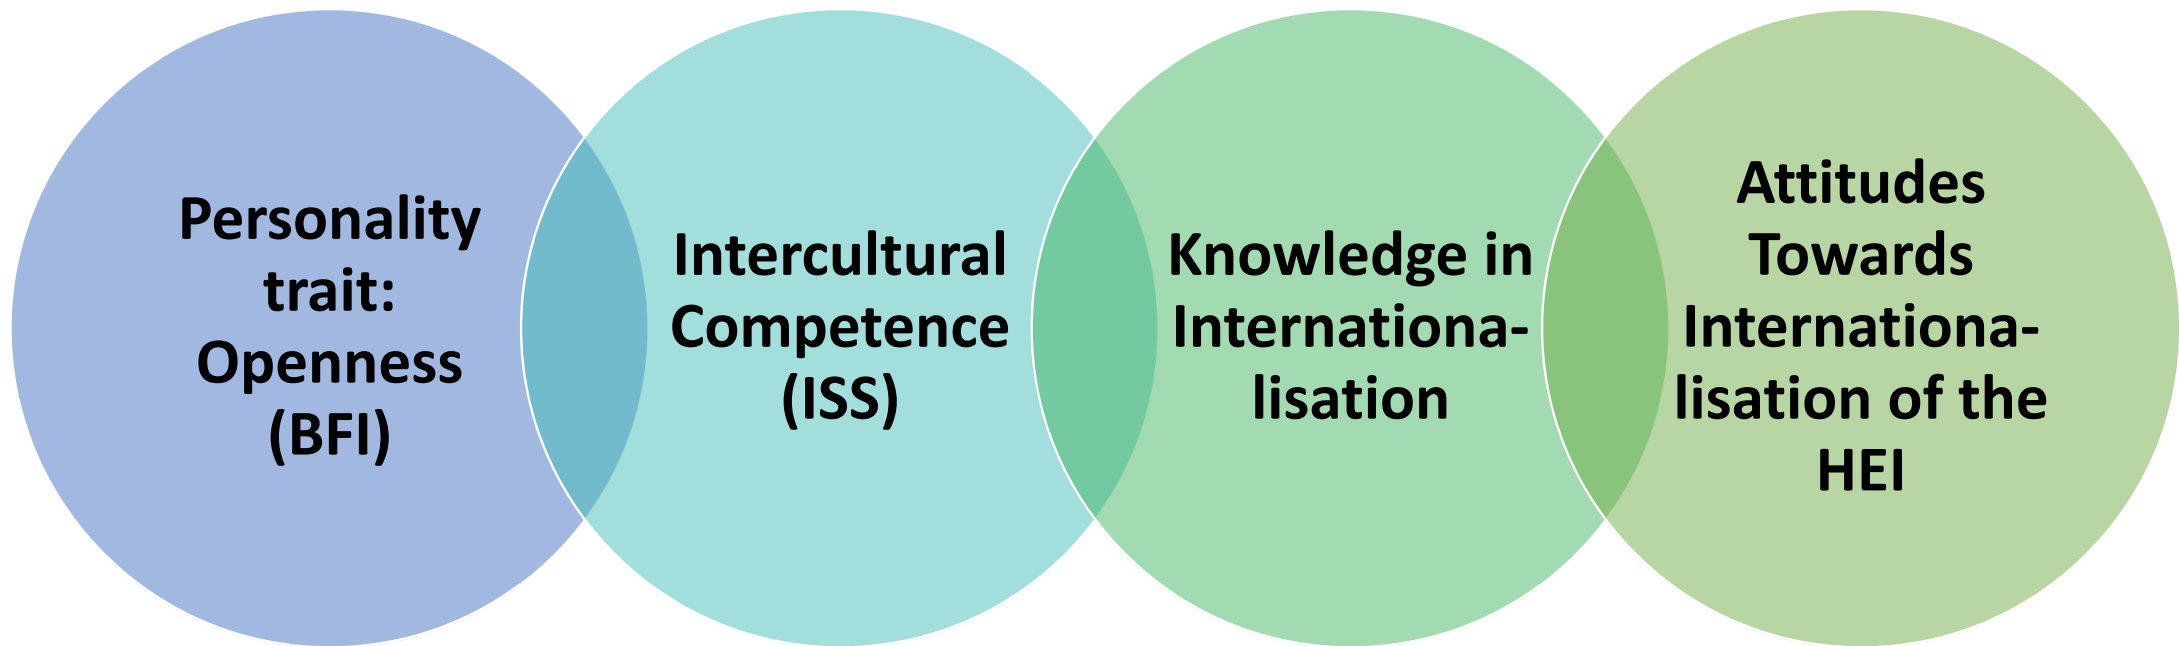 Personality
trait:
Openness
(BFI)
Intercultural
Competence
(ISS)
Knowledge in
Internationa-
lisation
Attitudes
Towards
Internationa-
lisation of the
HEI